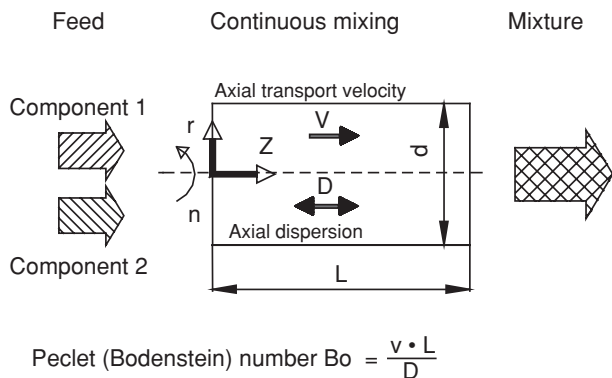 Feed Continuous mixing Mixture
Axial transport velocity
Component 1
V
r
Z
d
D
n
Axial dispersion
Component 2
L
Peclet (Bodenstein) number Bo = v • L / D